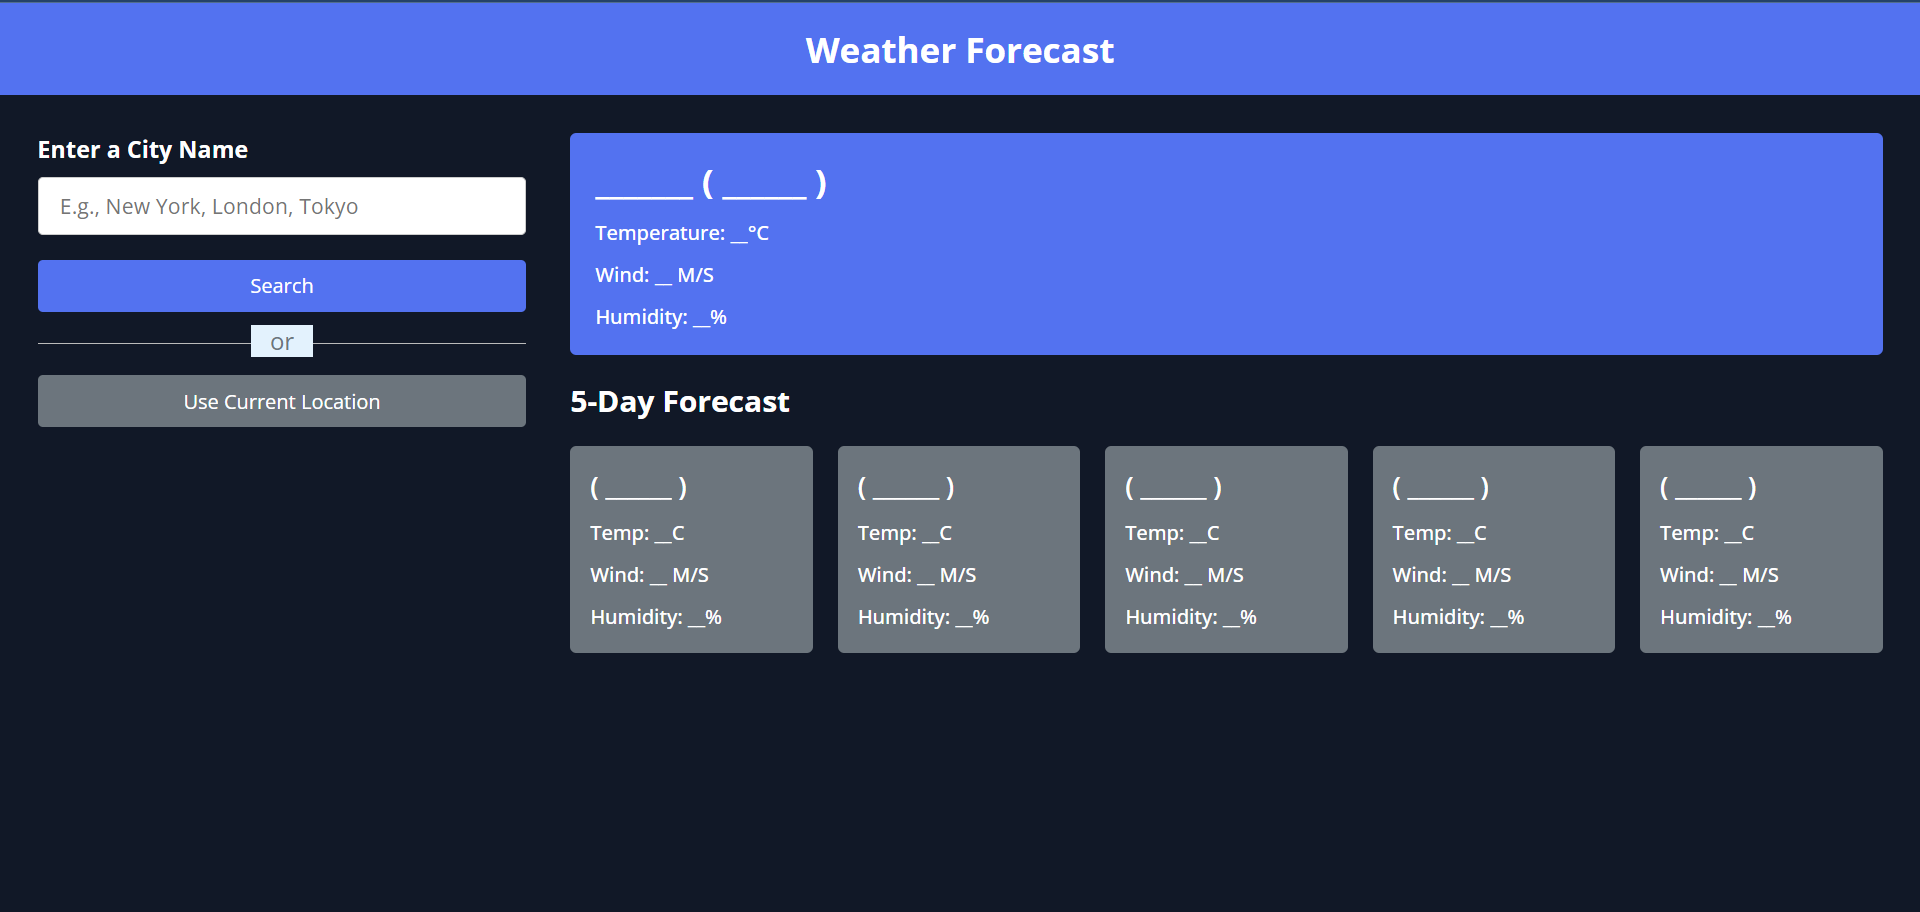 Weather Forecast
Enter a City Name
E.g., New York, London, Tokyo
Search
or
Use Current Location
_______ ( ______ )
Temperature: __°C
Wind: __ M/S
Humidity: __%
5-Day Forecast
( ______ )
Temp: __C
Wind: __ M/S
Humidity: __%
( ______ )
Temp: __C
Wind: __ M/S
Humidity: __%
( ______ )
Temp: __C
Wind: __ M/S
Humidity: __%
( ______ )
Temp: __C
Wind: __ M/S
Humidity: __%
( ______ )
Temp: __C
Wind: __ M/S
Humidity: __%